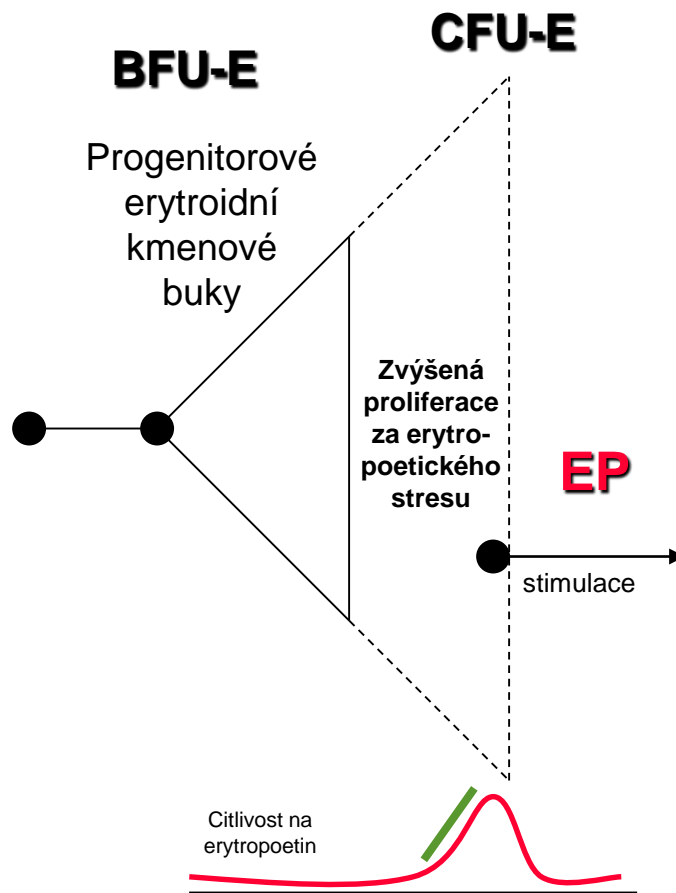 CFU-E
BFU-E
Progenitorové
erytroidní
kmenové
buky
Zvýšená
proliferace
za erytro-
poetického
stresu
EP
stimulace
Citlivost na
erytropoetin